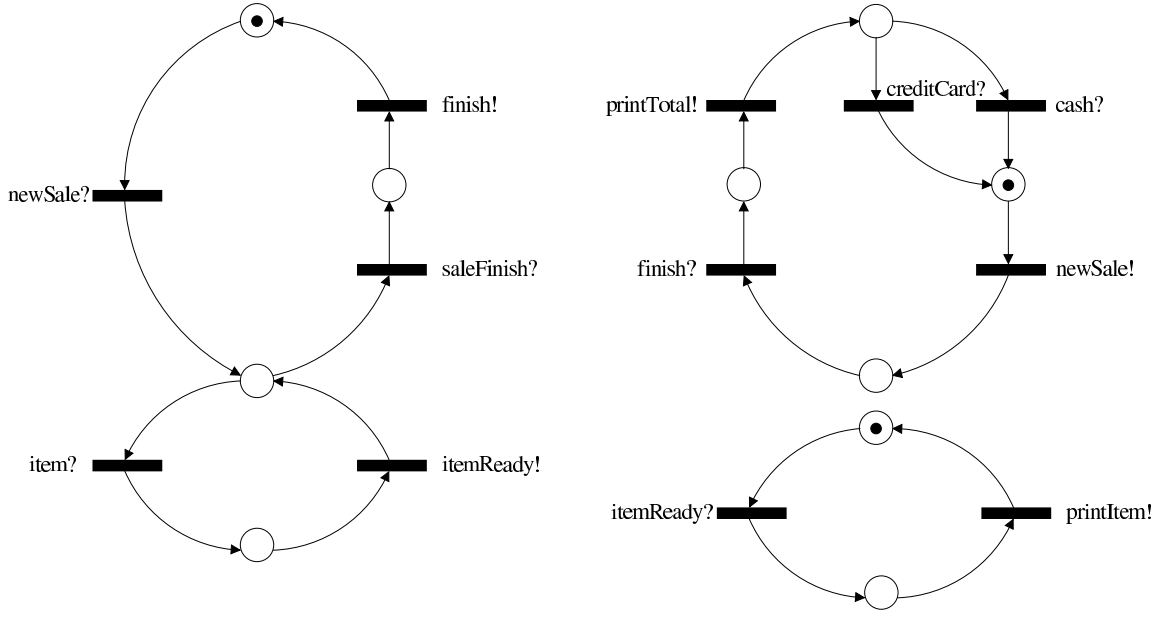 finish!
newSale?
saleFinish?
item?
itemReady!
creditCard?
printTotal!
cash?
finish?
newSale!
itemReady?
printItem!